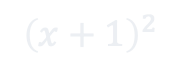 (x + 1)²